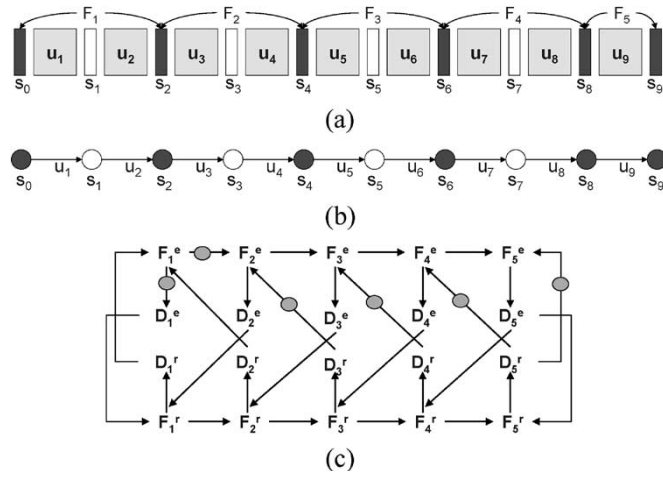 F₁ F₂ F₃ F₄ F₅
u₁ u₂ u₃ u₄ u₅ u₆ u₇ u₈ u₉
s₀ s₁ s₂ s₃ s₄ s₅ s₆ s₇ s₈ s₉
(a)
u₁ u₂ u₃ u₄ u₅ u₆ u₇ u₈ u₉
s₀ s₁ s₂ s₃ s₄ s₅ s₆ s₇ s₈ s₉
(b)
F₁ᵉ F₂ᵉ F₃ᵉ F₄ᵉ F₅ᵉ
D₁ᵉ D₂ᵉ D₃ᵉ D₄ᵉ D₅ᵉ
D₁ʳ D₂ʳ D₃ʳ D₄ʳ D₅ʳ
F₁ʳ F₂ʳ F₃ʳ F₄ʳ F₅ʳ
(c)